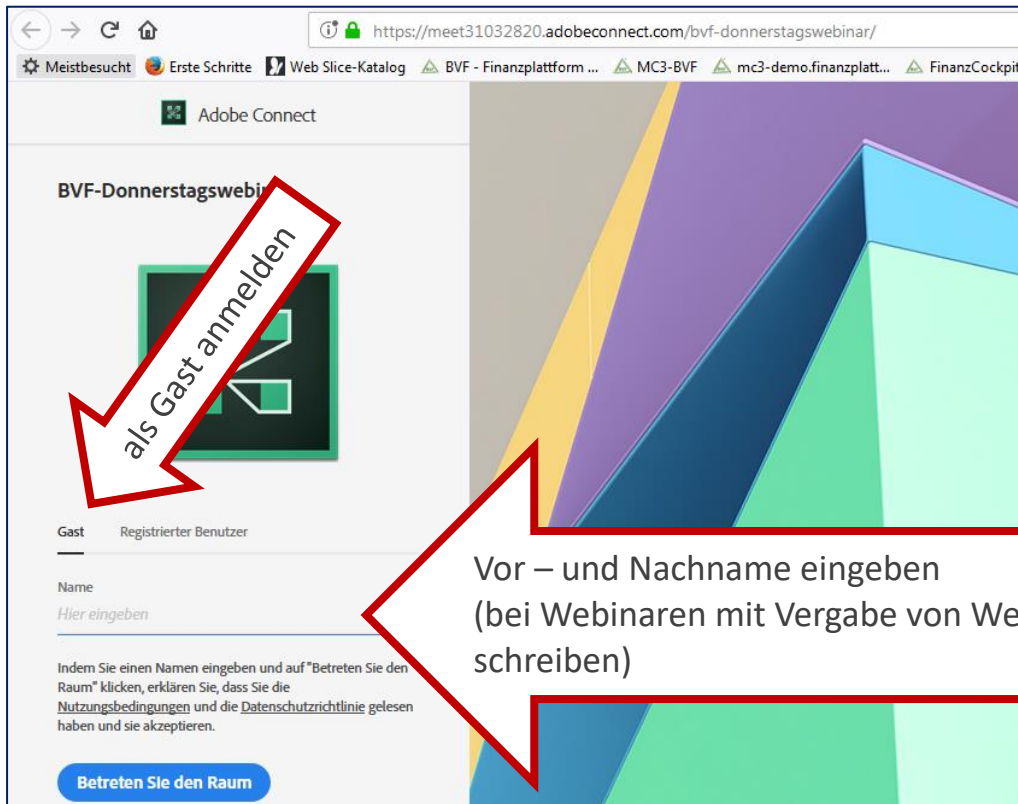 https://meet31032820.adobeconnect.com/bvf-donnerstagswebinar/
Meistbesucht Erste Schritte Web Slice-Katalog BVF - Finanzplattform ... MC3-BVF mc3-demo.finanzplatt... FinanzCockpit
Adobe Connect
BVF-Donnerstagswebi
als Gast anmelden
Gast Registrierter Benutzer
Name
Hier eingeben
Vor – und Nachname eingeben
(bei Webinaren mit Vergabe von We
schreiben)
Indem Sie einen Namen eingeben und auf "Betreten Sie den
Raum" klicken, erklären Sie, dass Sie die
Nutzungsbedingungen und die Datenschutzrichtlinie gelesen
haben und sie akzeptieren.
Betreten Sie den Raum